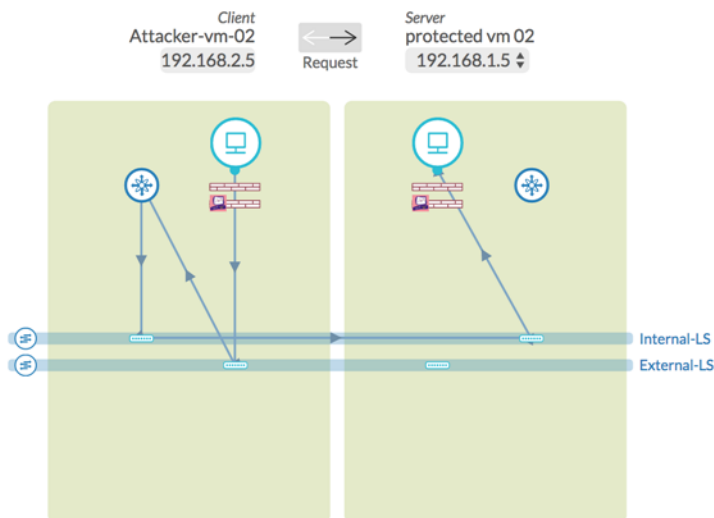 Client
Attacker-vm-02
192.168.2.5
Request
Server
protected vm 02
192.168.1.5
Internal-LS
External-LS